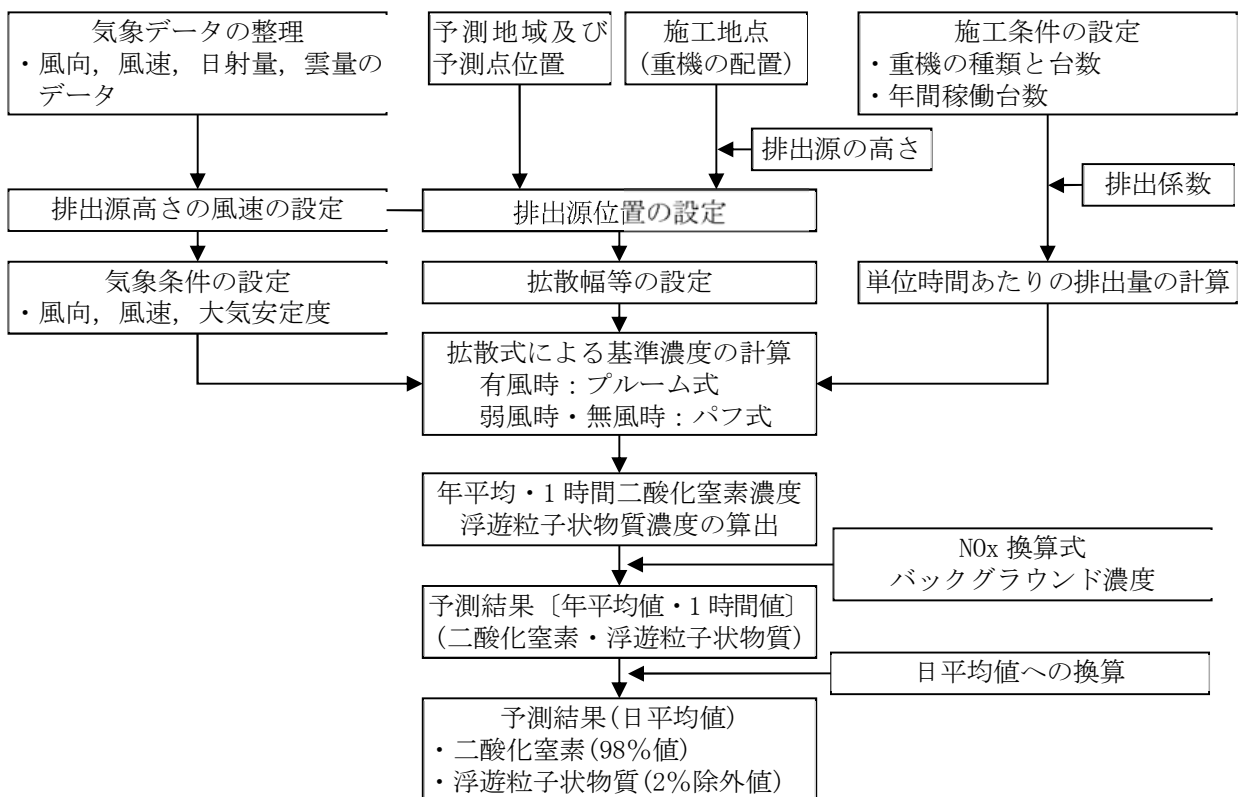 気象データの整理
・風向, 風速, 日射量, 雲量の
データ
予測地域及び
予測点位置
施工地点
(重機の配置)
施工条件の設定
・重機の種類と台数
・年間稼働台数
排出源の高さ
排出係数
排出源高さの風速の設定
排出源位置の設定
気象条件の設定
・風向, 風速, 大気安定度
拡散幅等の設定
単位時間あたりの排出量の計算
拡散式による基準濃度の計算
有風時：プルーム式
弱風時・無風時：パフ式
年平均・1時間二酸化窒素濃度
浮遊粒子状物質濃度の算出
NOx 換算式
バックグラウンド濃度
予測結果〔年平均値・1時間値〕
(二酸化窒素・浮遊粒子状物質)
日平均値への換算
予測結果(日平均値)
・二酸化窒素(98％値)
・浮遊粒子状物質(2％除外値)